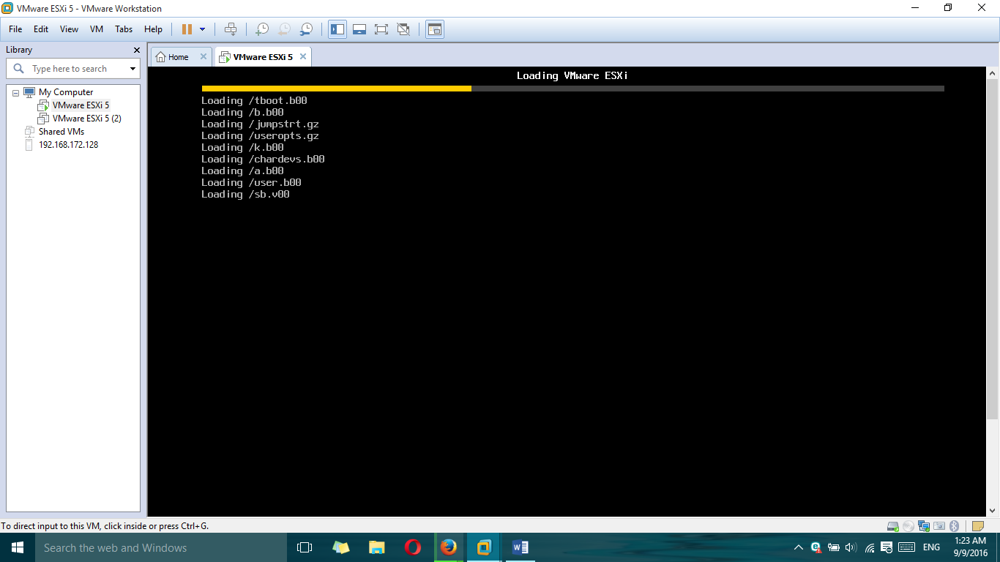 VMware ESXi 5 - VMware Workstation
File Edit View VM Tabs Help
Library
Type here to search
My Computer
VMware ESXi 5
VMware ESXi 5 (2)
Shared VMs
192.168.172.128
Home
VMware ESXi 5
Loading VMware ESXi
Loading /tboot.b00
Loading /b.b00
Loading /jumpstrt.gz
Loading /useropts.gz
Loading /k.b00
Loading /chardevs.b00
Loading /a.b00
Loading /user.b00
Loading /sb.v00
To direct input to this VM, click inside or press Ctrl+G.
Search the web and Windows
ENG
1:23 AM
9/9/2016